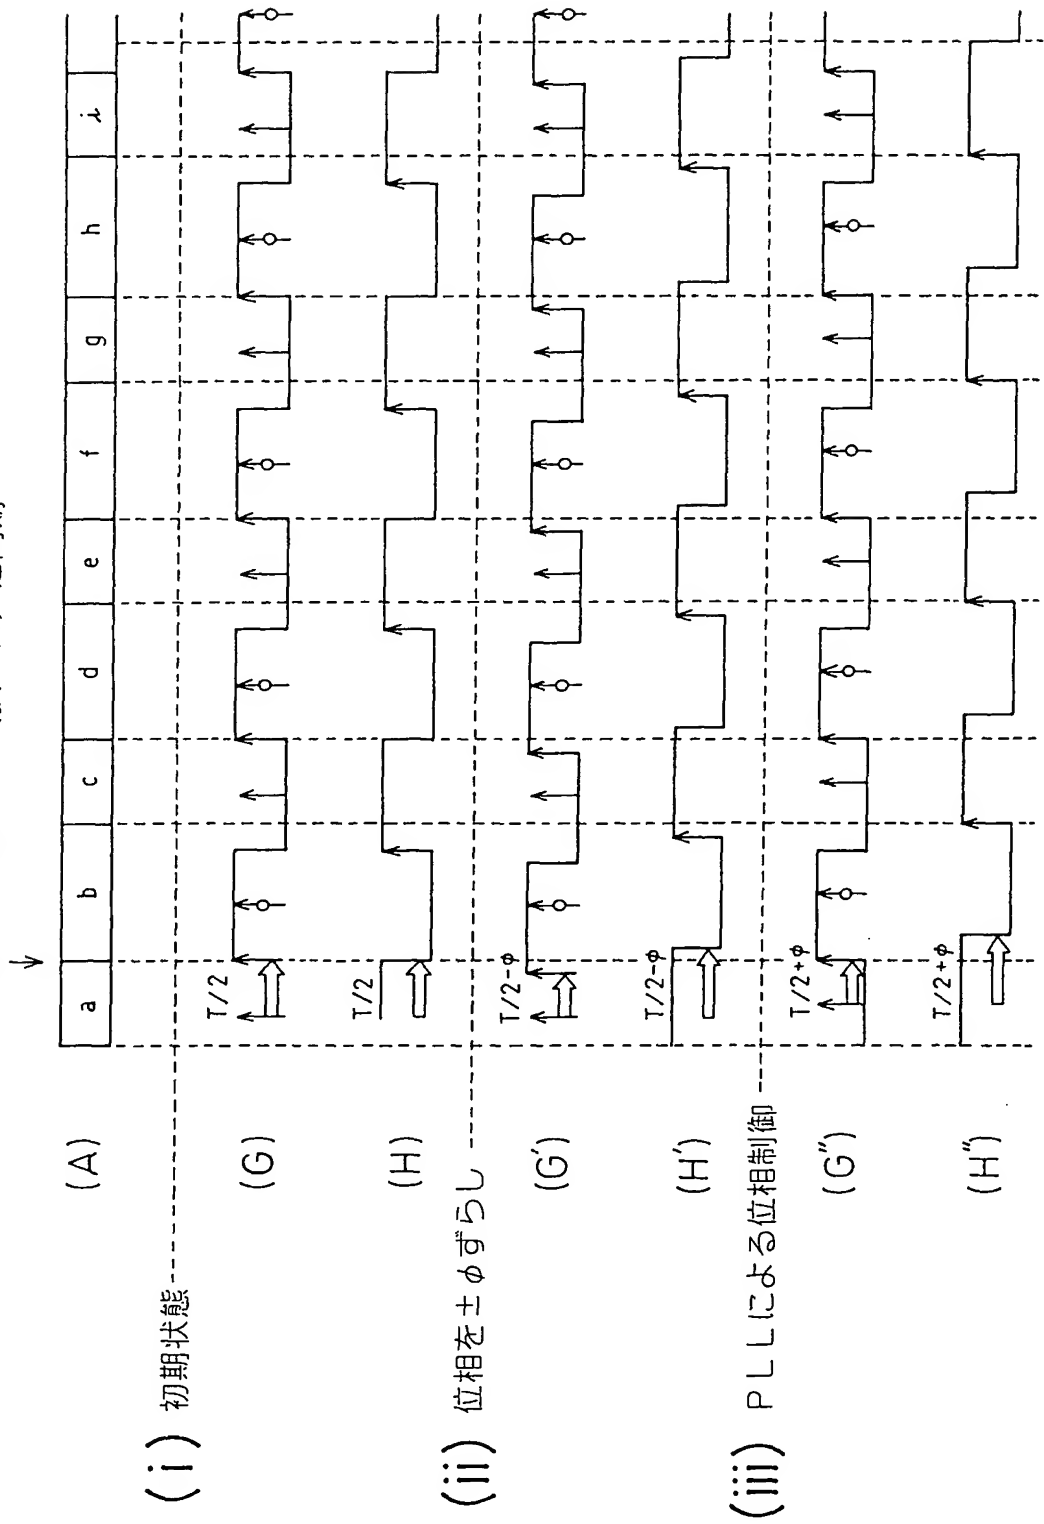 (A)
a b c d e f g h i
(i) 初期状態
(G)
T/2
(H)
T/2
(ii) 位相を±φずらし
(G′)
T/2-φ
(H′)
T/2-φ
(iii) PLLによる位相制御
(G″)
T/2+φ
(H″)
T/2+φ